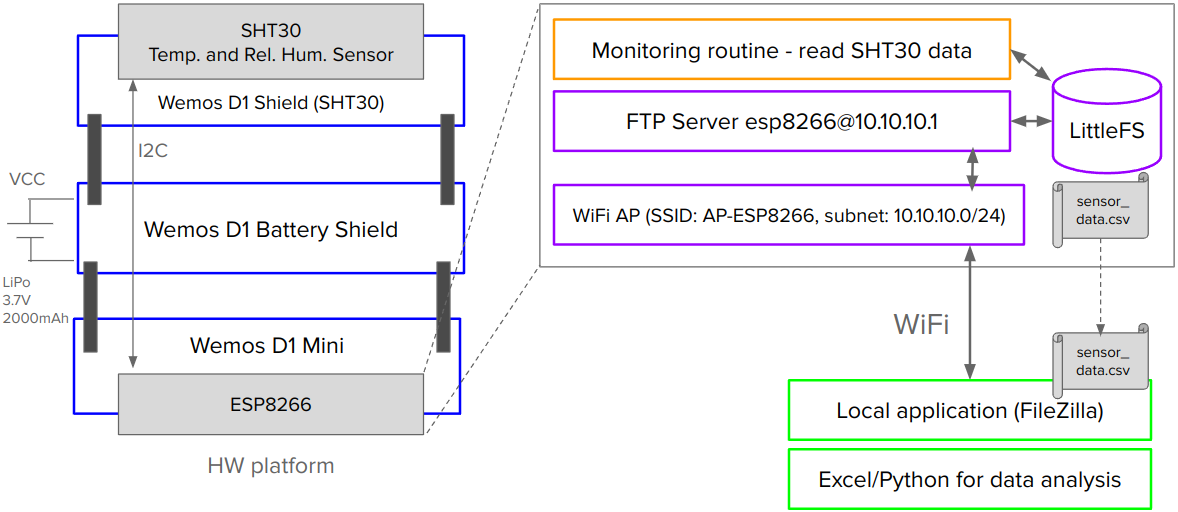 SHT30
Temp. and Rel. Hum. Sensor
Wemos D1 Shield (SHT30)
I2C
VCC
Wemos D1 Battery Shield
LiPo
3.7V
2000mAh
Wemos D1 Mini
ESP8266
HW platform
Monitoring routine - read SHT30 data
FTP Server esp8266@10.10.10.1
LittleFS
WiFi AP (SSID: AP-ESP8266, subnet: 10.10.10.0/24)
sensor_
data.csv
WiFi
sensor_
data.csv
Local application (FileZilla)
Excel/Python for data analysis